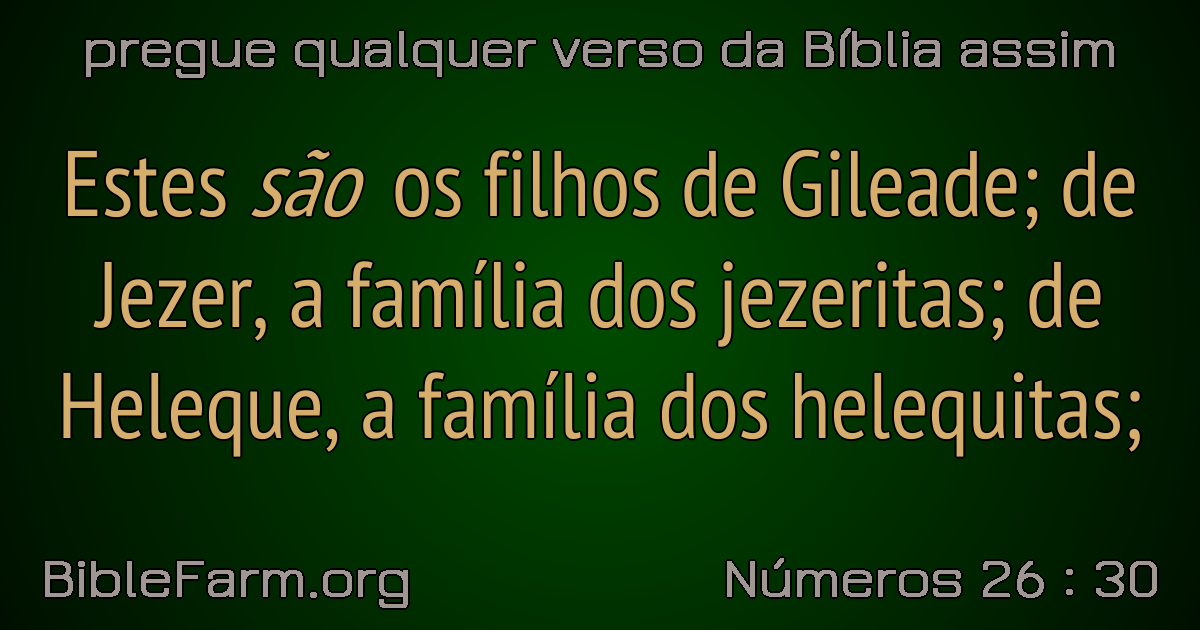 pregue qualquer verso da Bíblia assim
Estes são os filhos de Gileade; de
Jezer, a família dos jezeritas; de
Heleque, a família dos helequitas;
BibleFarm.org
Números 26 : 30